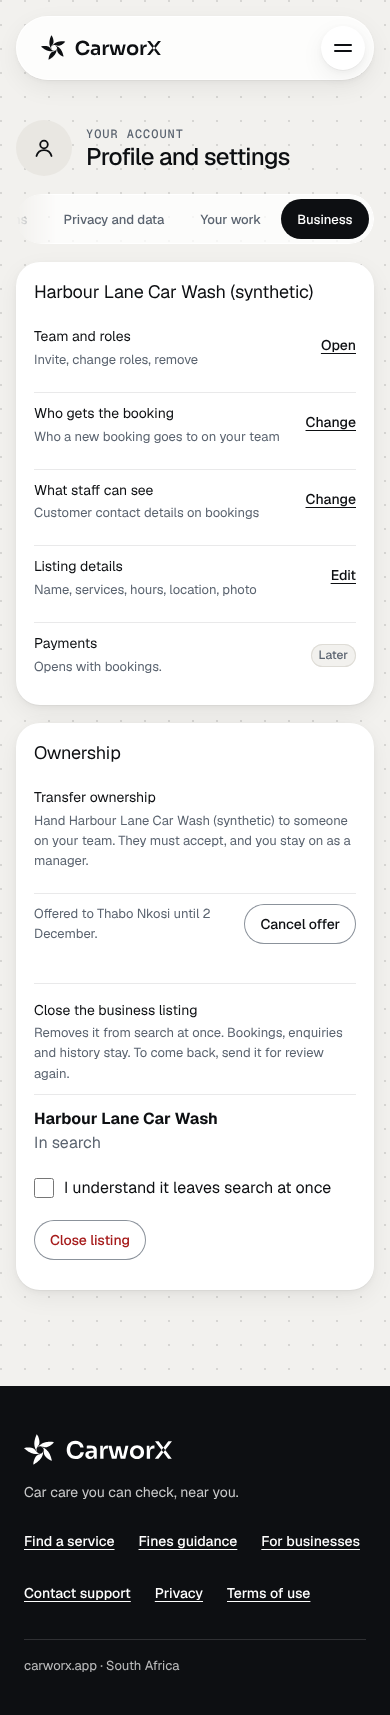 CarworX
YOUR ACCOUNT
Profile and settings
Privacy and data
Your work
Business
Harbour Lane Car Wash (synthetic)
Team and roles
Invite, change roles, remove
Open
Who gets the booking
Who a new booking goes to on your team
Change
What staff can see
Customer contact details on bookings
Change
Listing details
Name, services, hours, location, photo
Edit
Payments
Opens with bookings.
Later
Ownership
Transfer ownership
Hand Harbour Lane Car Wash (synthetic) to someone
on your team. They must accept, and you stay on as a
manager.
Offered to Thabo Nkosi until 2
December.
Cancel offer
Close the business listing
Removes it from search at once. Bookings, enquiries
and history stay. To come back, send it for review
again.
Harbour Lane Car Wash
In search
I understand it leaves search at once
Close listing
CarworX
Car care you can check, near you.
Find a service
Fines guidance
For businesses
Contact support
Privacy
Terms of use
carworx.app · South Africa